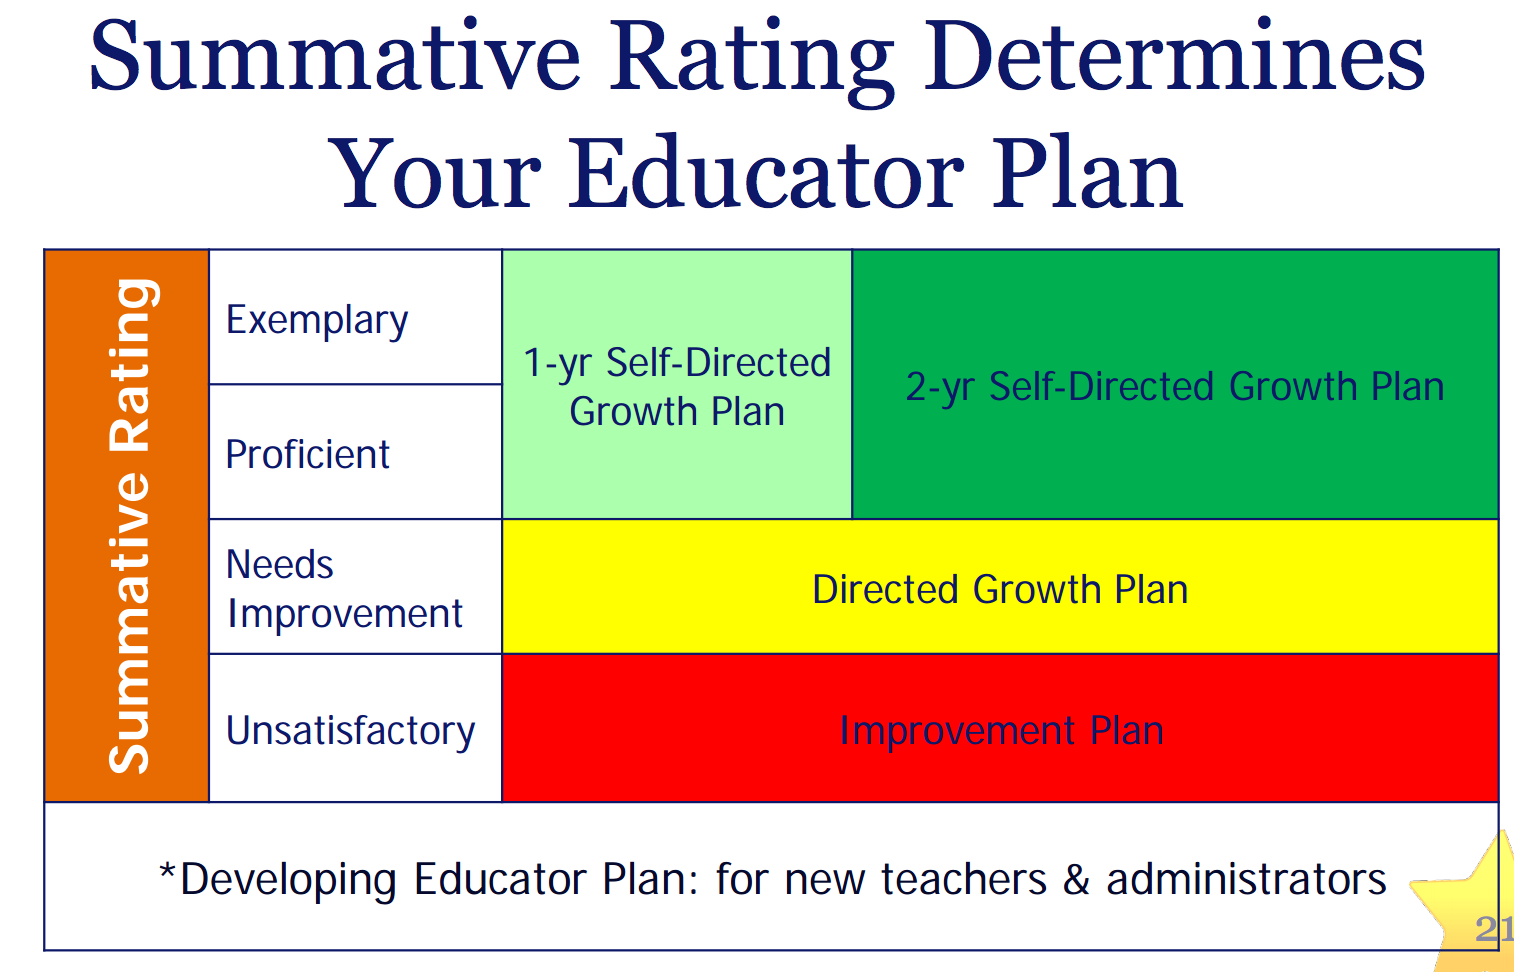 Summative Rating Determines
Your Educator Plan
Summative Rating
Exemplary
1-yr Self-Directed
Growth Plan
2-yr Self-Directed Growth Plan
Proficient
Needs
Improvement
Directed Growth Plan
Unsatisfactory
Improvement Plan
*Developing Educator Plan: for new teachers & administrators
21